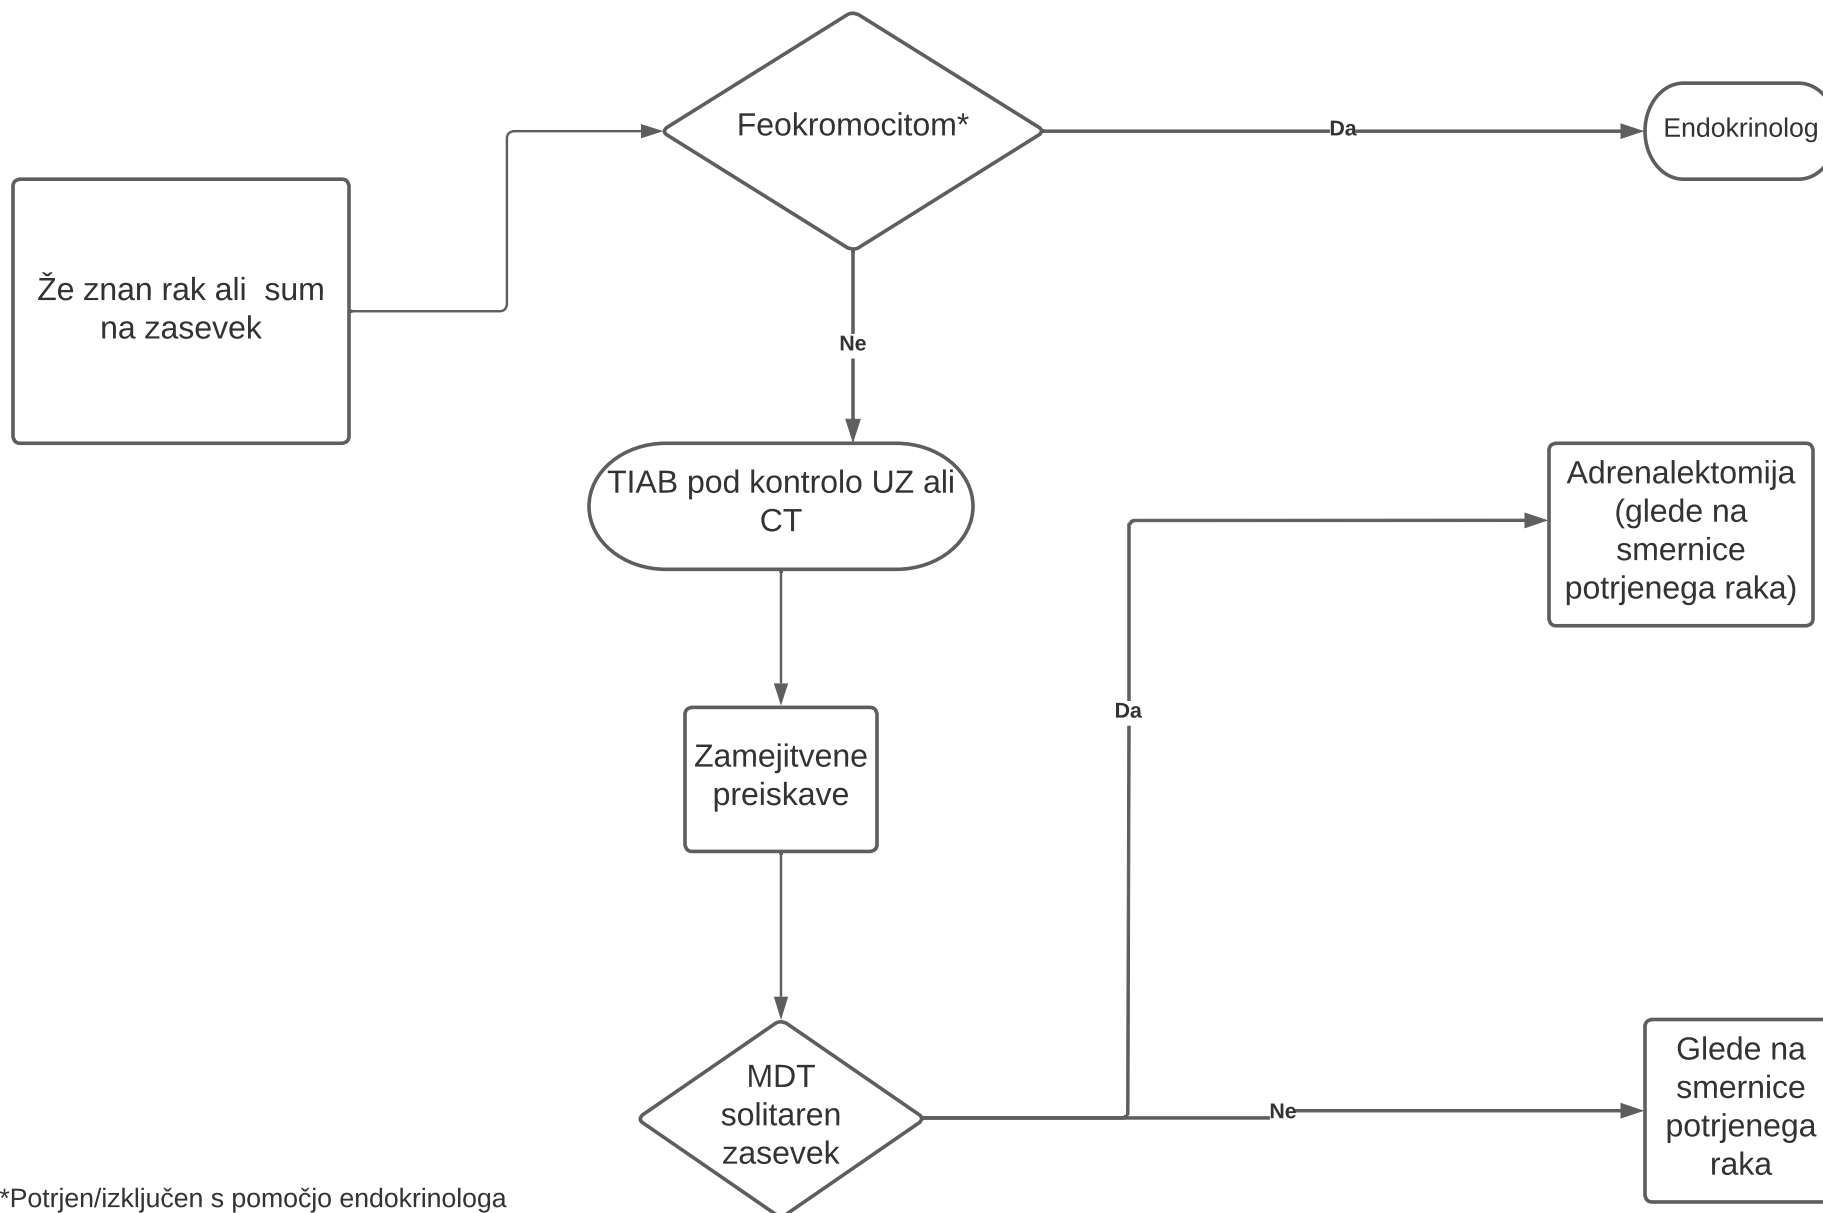 Feokromocitom*
Da
Endokrinolog
Že znan rak ali  sum
na zasevek
Ne
TIAB pod kontrolo UZ ali
CT
Adrenalektomija
(glede na
smernice
potrjenega raka)
Da
Zamejitvene
preiskave
MDT
solitaren
zasevek
Ne
Glede na
smernice
potrjenega
raka
*Potrjen/izključen s pomočjo endokrinologa